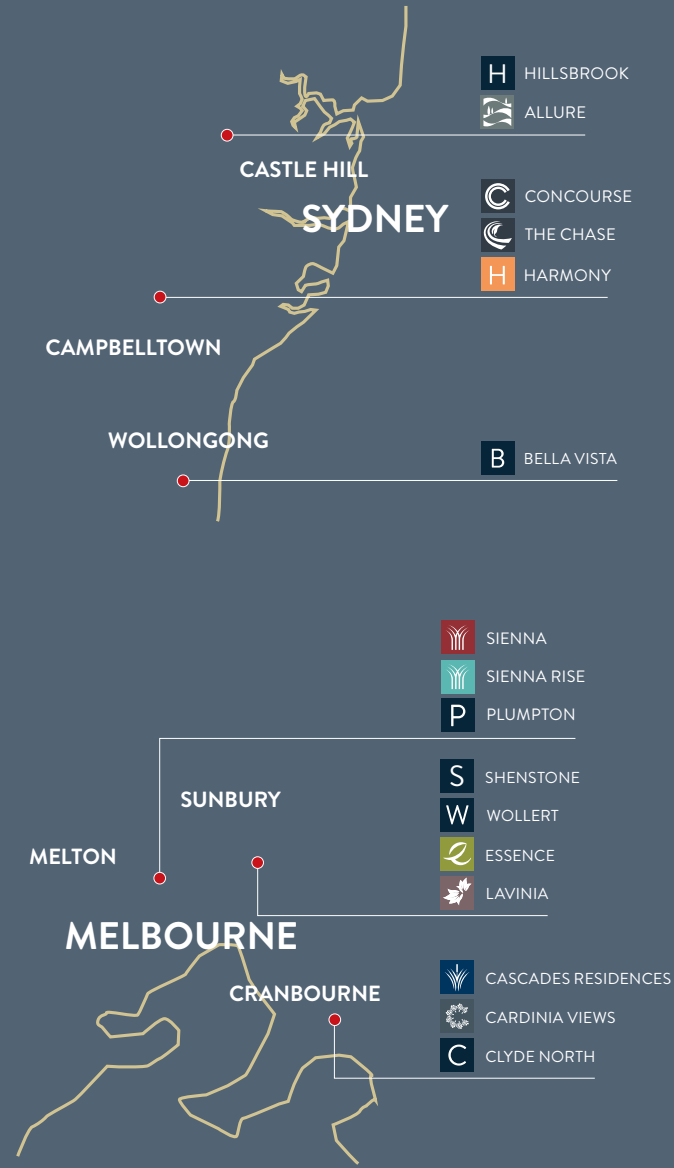 H HILLSBROOK
ALLURE
CASTLE HILL
SYDNEY
C CONCOURSE
THE CHASE
H HARMONY
CAMPBELLTOWN
WOLLONGONG
B BELLA VISTA
SIENNA
SIENNA RISE
P PLUMPTON
SUNBURY
S SHENSTONE
W WOLLERT
MELTON
ESSENCE
LAVINIA
MELBOURNE
CRANBOURNE
CASCADES RESIDENCES
CARDINIA VIEWS
C CLYDE NORTH